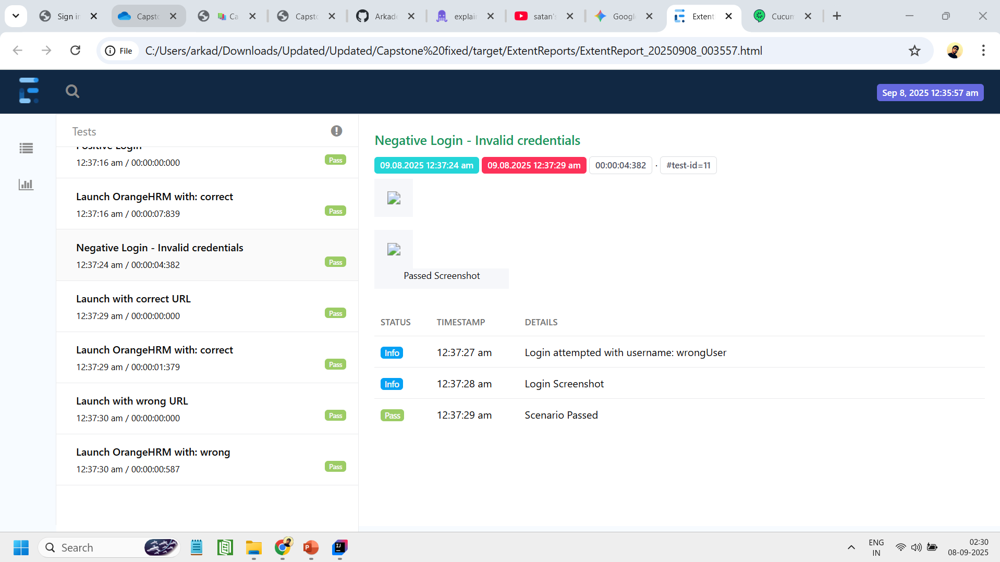 Sign in
Capsto
Ca
Capsto
Arkade
explain
satan's
Google
Extent
Cucum
File
C:/Users/arkad/Downloads/Updated/Updated/Capstone%20fixed/target/ExtentReports/ExtentReport_20250908_003557.html
Sep 8, 2025 12:35:57 am
Tests
Positive Login
12:37:16 am / 00:00:00:000
Pass
Launch OrangeHRM with: correct
12:37:16 am / 00:00:07:839
Pass
Negative Login - Invalid credentials
12:37:24 am / 00:00:04:382
Pass
Launch with correct URL
12:37:29 am / 00:00:00:000
Pass
Launch OrangeHRM with: correct
12:37:29 am / 00:00:01:379
Pass
Launch with wrong URL
12:37:30 am / 00:00:00:000
Pass
Launch OrangeHRM with: wrong
12:37:30 am / 00:00:00:587
Pass
Negative Login - Invalid credentials
09.08.2025 12:37:24 am 09.08.2025 12:37:29 am 00:00:04:382 · #test-id=11
Passed Screenshot
STATUS TIMESTAMP DETAILS
Info 12:37:27 am Login attempted with username: wrongUser
Info 12:37:28 am Login Screenshot
Pass 12:37:29 am Scenario Passed
Search
ENG
IN
02:30
08-09-2025